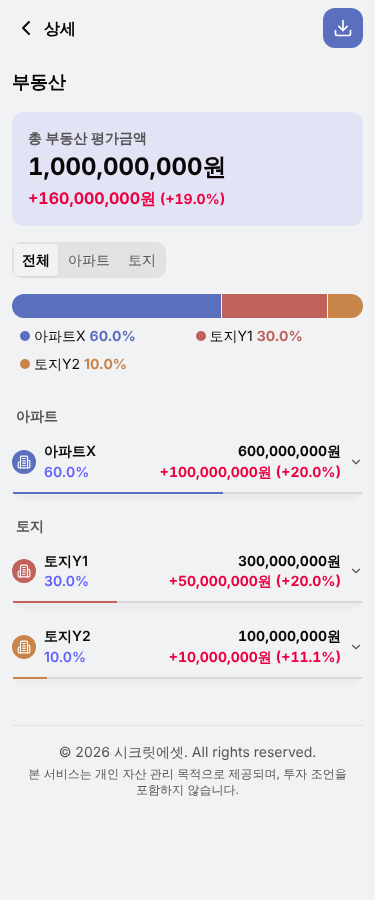 상세
부동산
총 부동산 평가금액
1,000,000,000원
+160,000,000원 (+19.0%)
전체 아파트 토지
아파트X 60.0% 토지Y1 30.0%
토지Y2 10.0%
아파트
아파트X 600,000,000원
60.0% +100,000,000원 (+20.0%)
토지
토지Y1 300,000,000원
30.0% +50,000,000원 (+20.0%)
토지Y2 100,000,000원
10.0% +10,000,000원 (+11.1%)
© 2026 시크릿에셋. All rights reserved.
본 서비스는 개인 자산 관리 목적으로 제공되며, 투자 조언을
포함하지 않습니다.